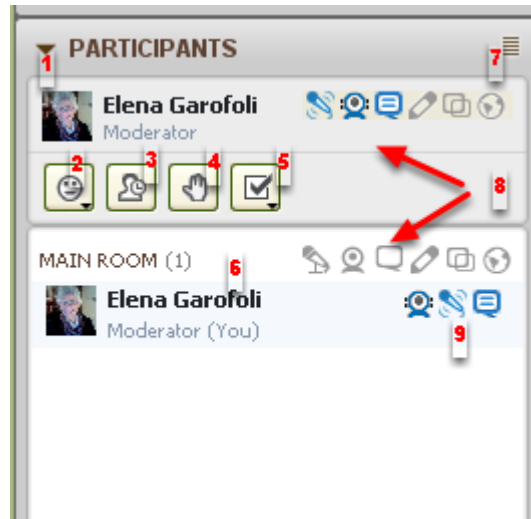 PARTICIPANTS
1
7
Elena Garofoli
Moderator
2
3
4
5
8
MAIN ROOM (1)
6
Elena Garofoli
Moderator (You)
9